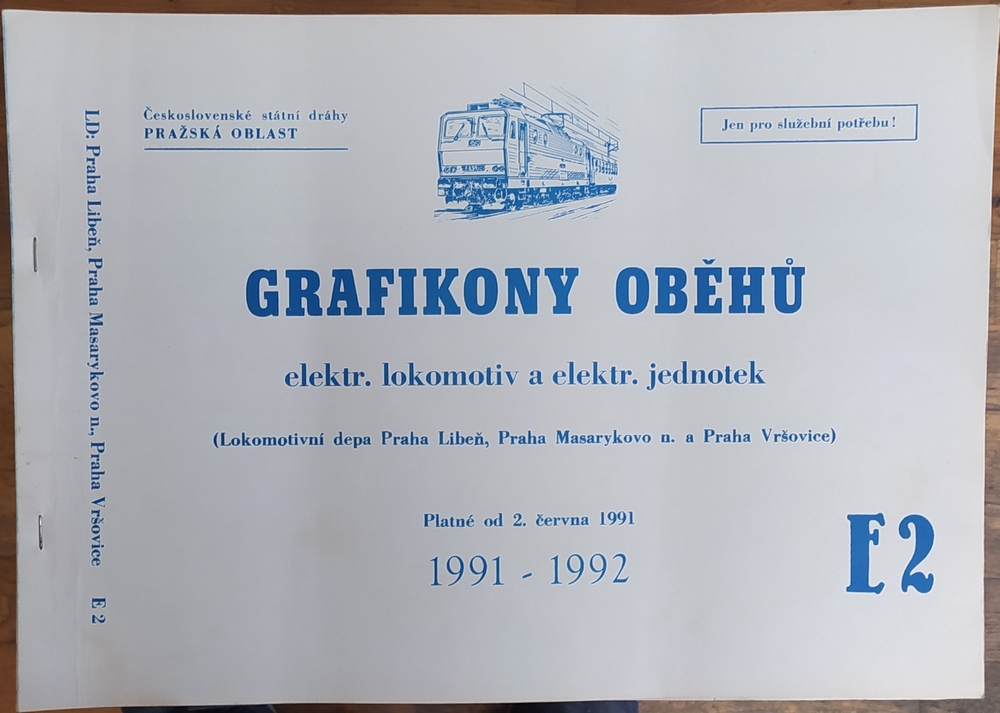 Československé státní dráhy
PRAŽSKÁ OBLAST
Jen pro služební potřebu!
GRAFIKONY OBĚHŮ
elektr. lokomotiv a elektr. jednotek
(Lokomotivní depa Praha Libeň, Praha Masarykovo n. a Praha Vršovice)
Platné od 2. června 1991
1991 - 1992
E2
LD: Praha Libeň, Praha Masarykovo n., Praha Vršovice E 2